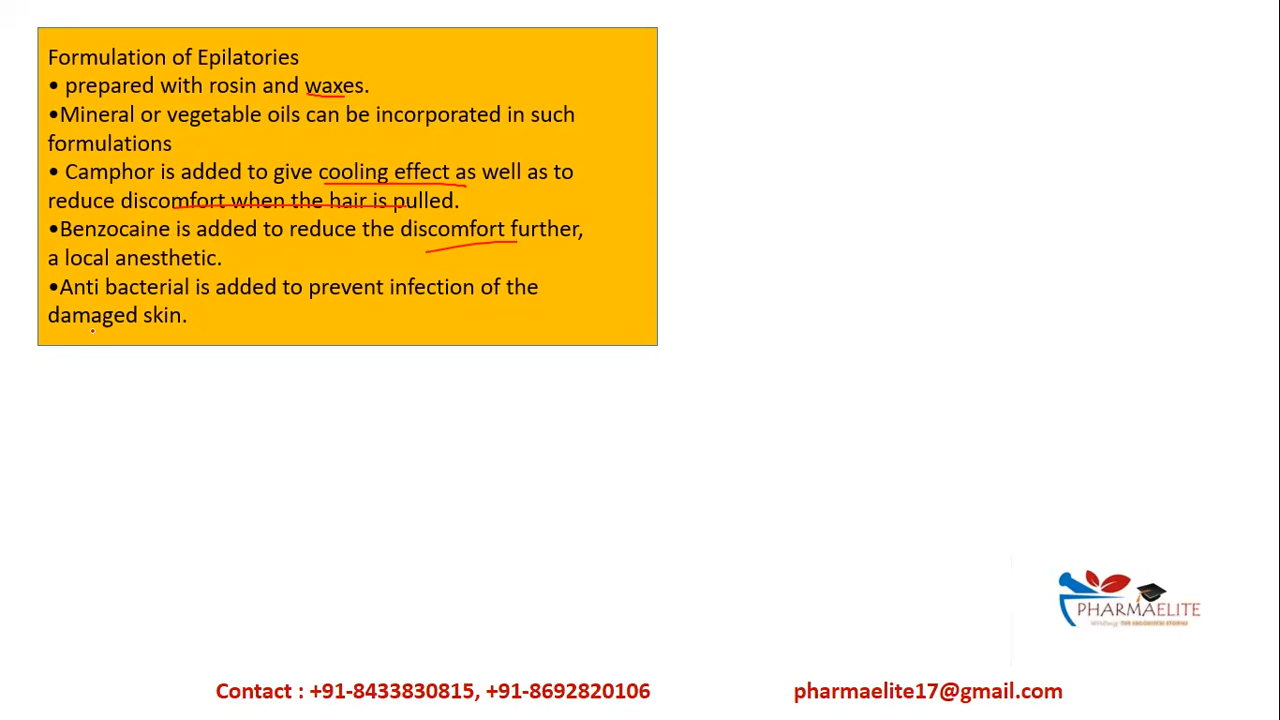 Formulation of Epilatories
• prepared with rosin and waxes.
•Mineral or vegetable oils can be incorporated in such
formulations
• Camphor is added to give cooling effect as well as to
reduce discomfort when the hair is pulled.
•Benzocaine is added to reduce the discomfort further,
a local anesthetic.
•Anti bacterial is added to prevent infection of the
damaged skin.
PHARMAELITE
Contact : +91-8433830815, +91-8692820106
pharmaelite17@gmail.com